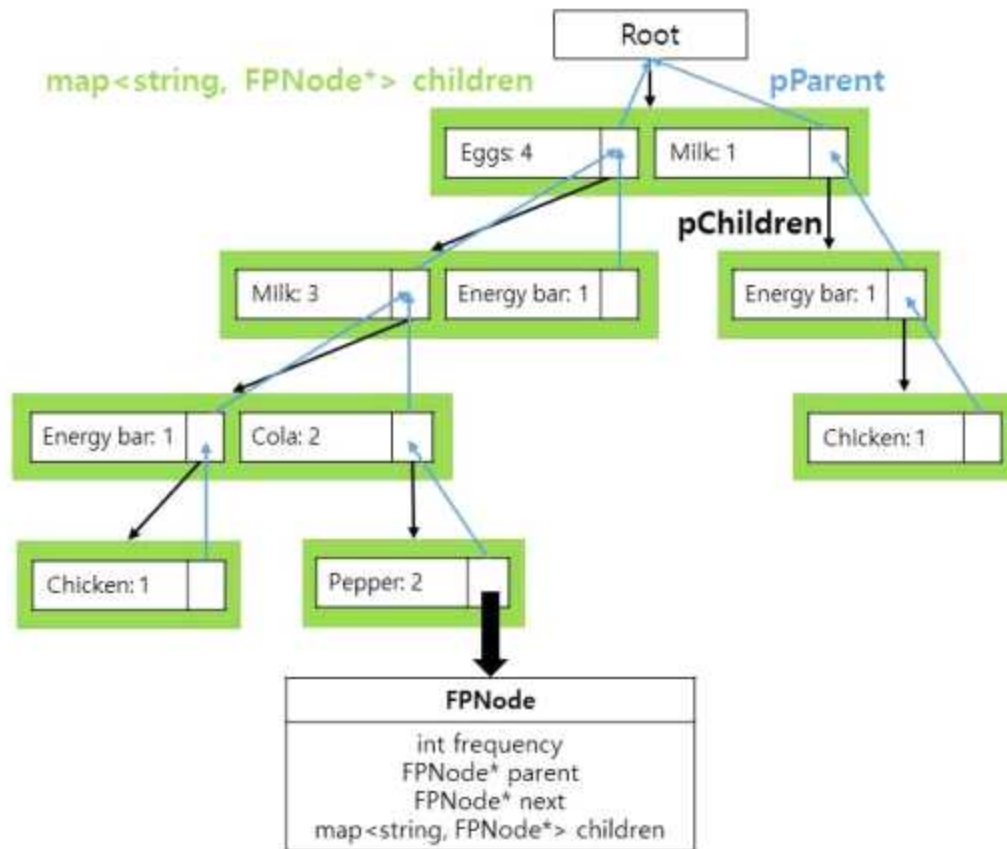 Root
map<string, FPNode*> children
pParent
Eggs: 4
Milk: 1
pChildren
Milk: 3
Energy bar: 1
Energy bar: 1
Energy bar: 1
Cola: 2
Chicken: 1
Chicken: 1
Pepper: 2
FPNode
int frequency
FPNode* parent
FPNode* next
map<string, FPNode*> children